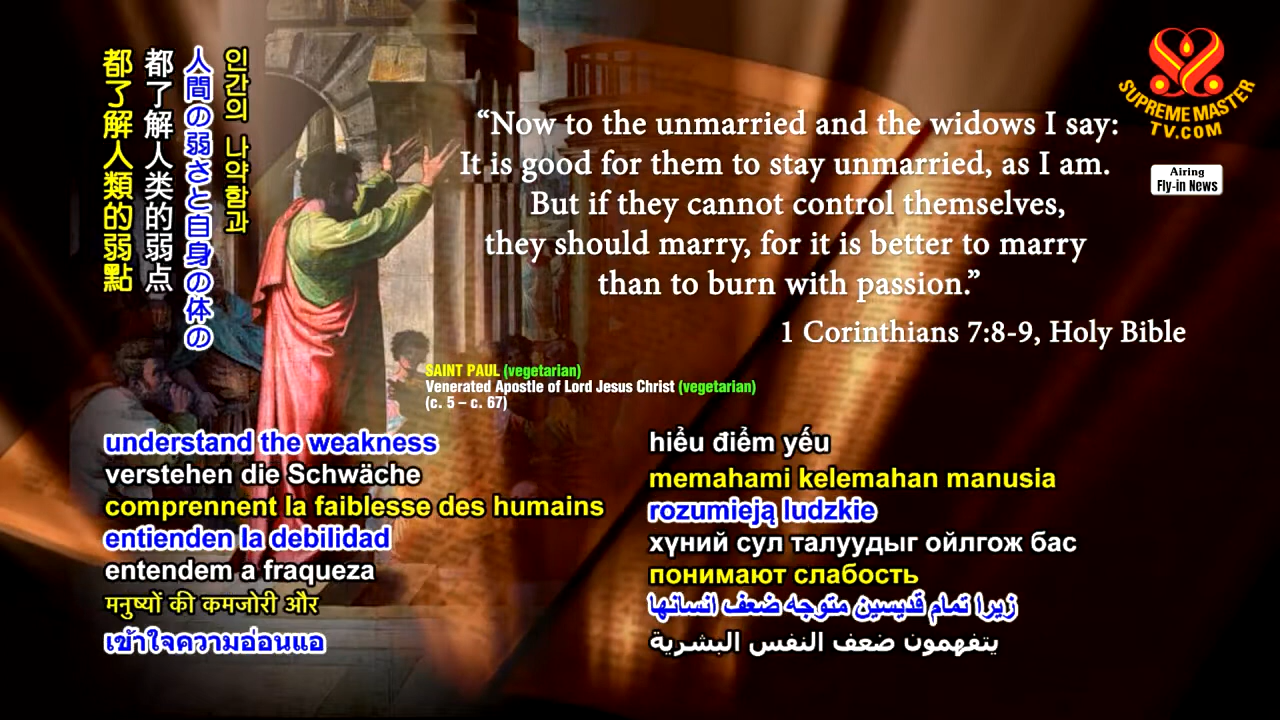 인간의 나약함과
人間の弱さと自身の体の
都了解人类的弱点
都了解人類的弱點
“Now to the unmarried and the widows I say:
It is good for them to stay unmarried, as I am.
But if they cannot control themselves,
they should marry, for it is better to marry
than to burn with passion.”
1 Corinthians 7:8-9, Holy Bible
SUPREME MASTER
TV.COM
Airing
Fly-in News
SAINT PAUL (vegetarian)
Venerated Apostle of Lord Jesus Christ (vegetarian)
(c. 5 – c. 67)
understand the weakness
verstehen die Schwäche
comprennent la faiblesse des humains
entienden la debilidad
entendem a fraqueza
मनुष्यों की कमजोरी और
เข้าใจความอ่อนแอ
hiểu điểm yếu
memahami kelemahan manusia
rozumieją ludzkie
хүний сул талуудыг ойлгож бас
понимают слабость
زیرا تمام قدیسین متوجه ضعف انسانها
يتفهمون ضعف النفس البشرية